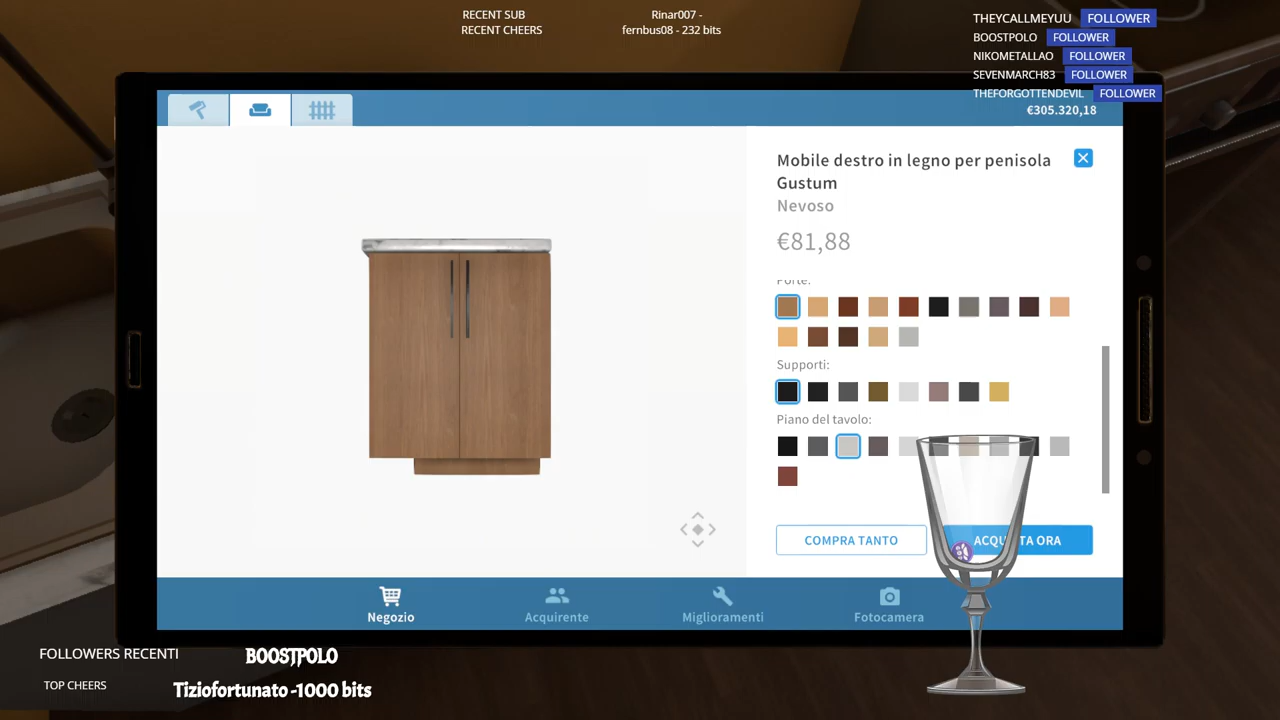 RECENT SUB
Rinar007 -
RECENT CHEERS
fernbus08 - 232 bits
THEYCALLMEYUU FOLLOWER
BOOSTPOLO FOLLOWER
NIKOMETALLAO FOLLOWER
SEVENMARCH83 FOLLOWER
THEFORGOTTENDEVIL FOLLOWER
€305.320,18
Mobile destro in legno per penisola
Gustum
Nevoso
€81,88
Supporti:
Piano del tavolo:
COMPRA TANTO
ORA
Negozio
Acquirente
Miglioramenti
Fotocamera
FOLLOWERS RECENTI
BOOSTPOLO
TOP CHEERS
Tiziofortunato -1000 bits